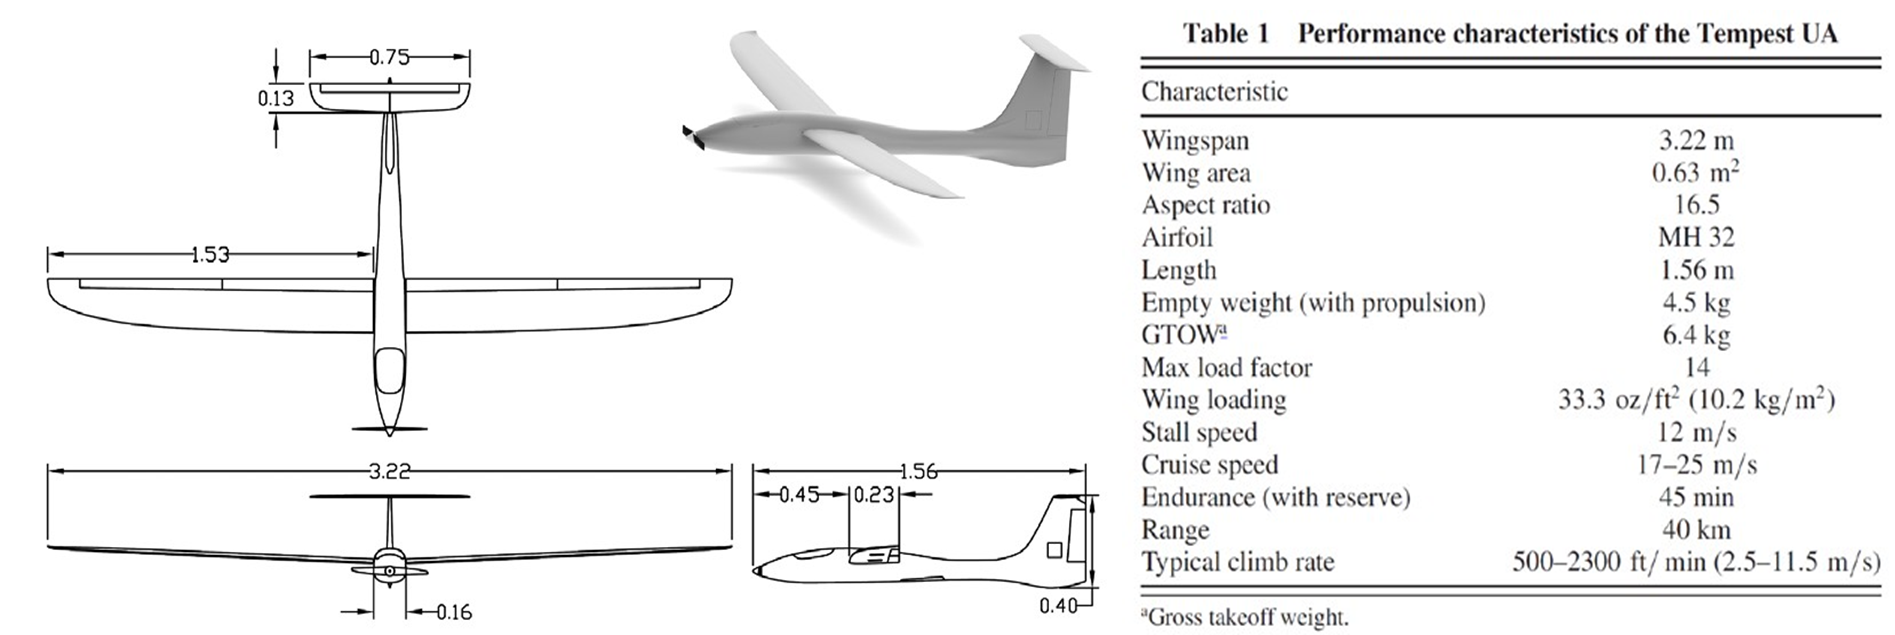 0.75
0.13
1.53
3.22
0.16
1.56
0.45
0.23
0.40
Table 1 Performance characteristics of the Tempest UA
Characteristic
Wingspan 3.22 m
Wing area 0.63 m²
Aspect ratio 16.5
Airfoil MH 32
Length 1.56 m
Empty weight (with propulsion) 4.5 kg
GTOWᵃ 6.4 kg
Max load factor 14
Wing loading 33.3 oz/ft² (10.2 kg/m²)
Stall speed 12 m/s
Cruise speed 17–25 m/s
Endurance (with reserve) 45 min
Range 40 km
Typical climb rate 500–2300 ft/min (2.5–11.5 m/s)
ᵃGross takeoff weight.